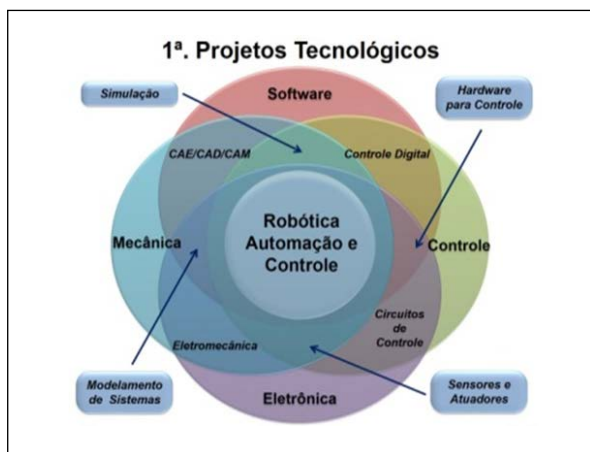 1ª. Projetos Tecnológicos
Simulação
Software
Hardware
para Controle
CAE/CAD/CAM
Controle Digital
Mecânica
Robótica
Automação e
Controle
Controle
Circuitos
de
Controle
Eletromecânica
Modelamento
de Sistemas
Eletrônica
Sensores e
Atuadores